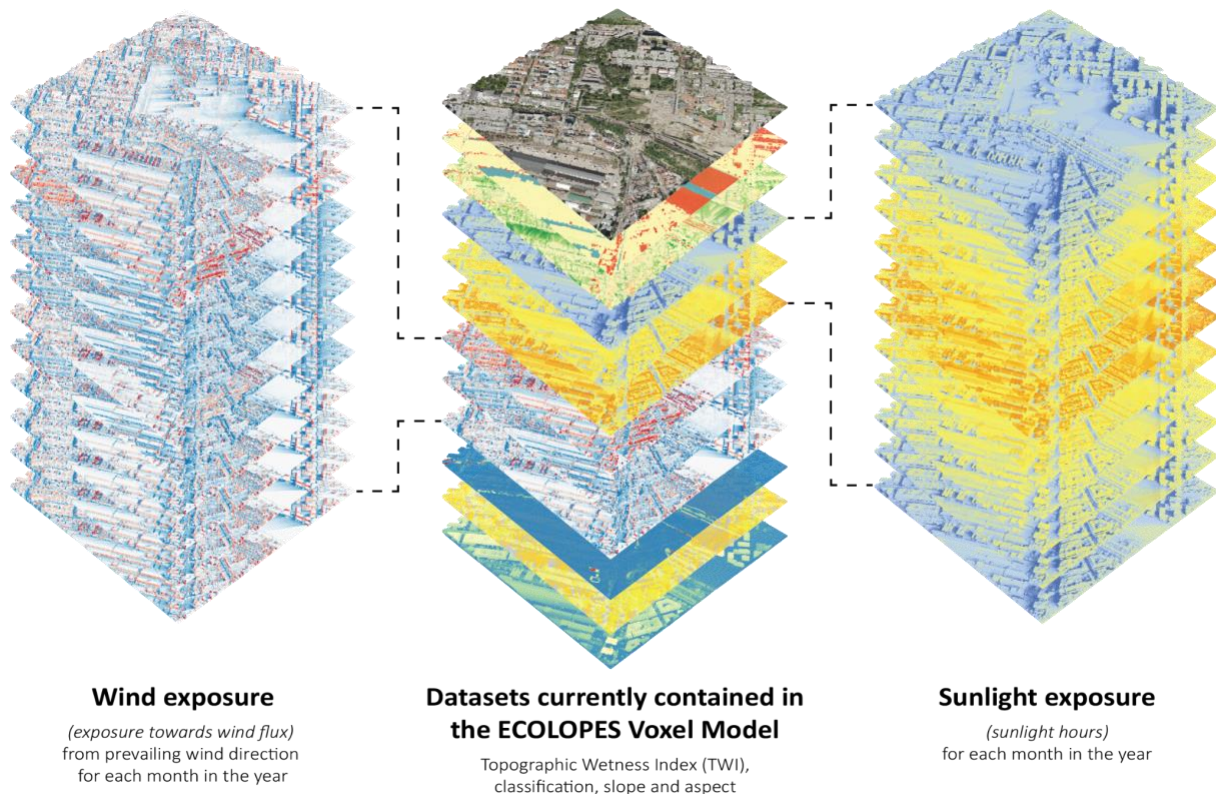 Wind exposure
(exposure towards wind flux)
from prevailing wind direction
for each month in the year
Datasets currently contained in
the ECOLOPES Voxel Model
Topographic Wetness Index (TWI),
classification, slope and aspect
Sunlight exposure
(sunlight hours)
for each month in the year